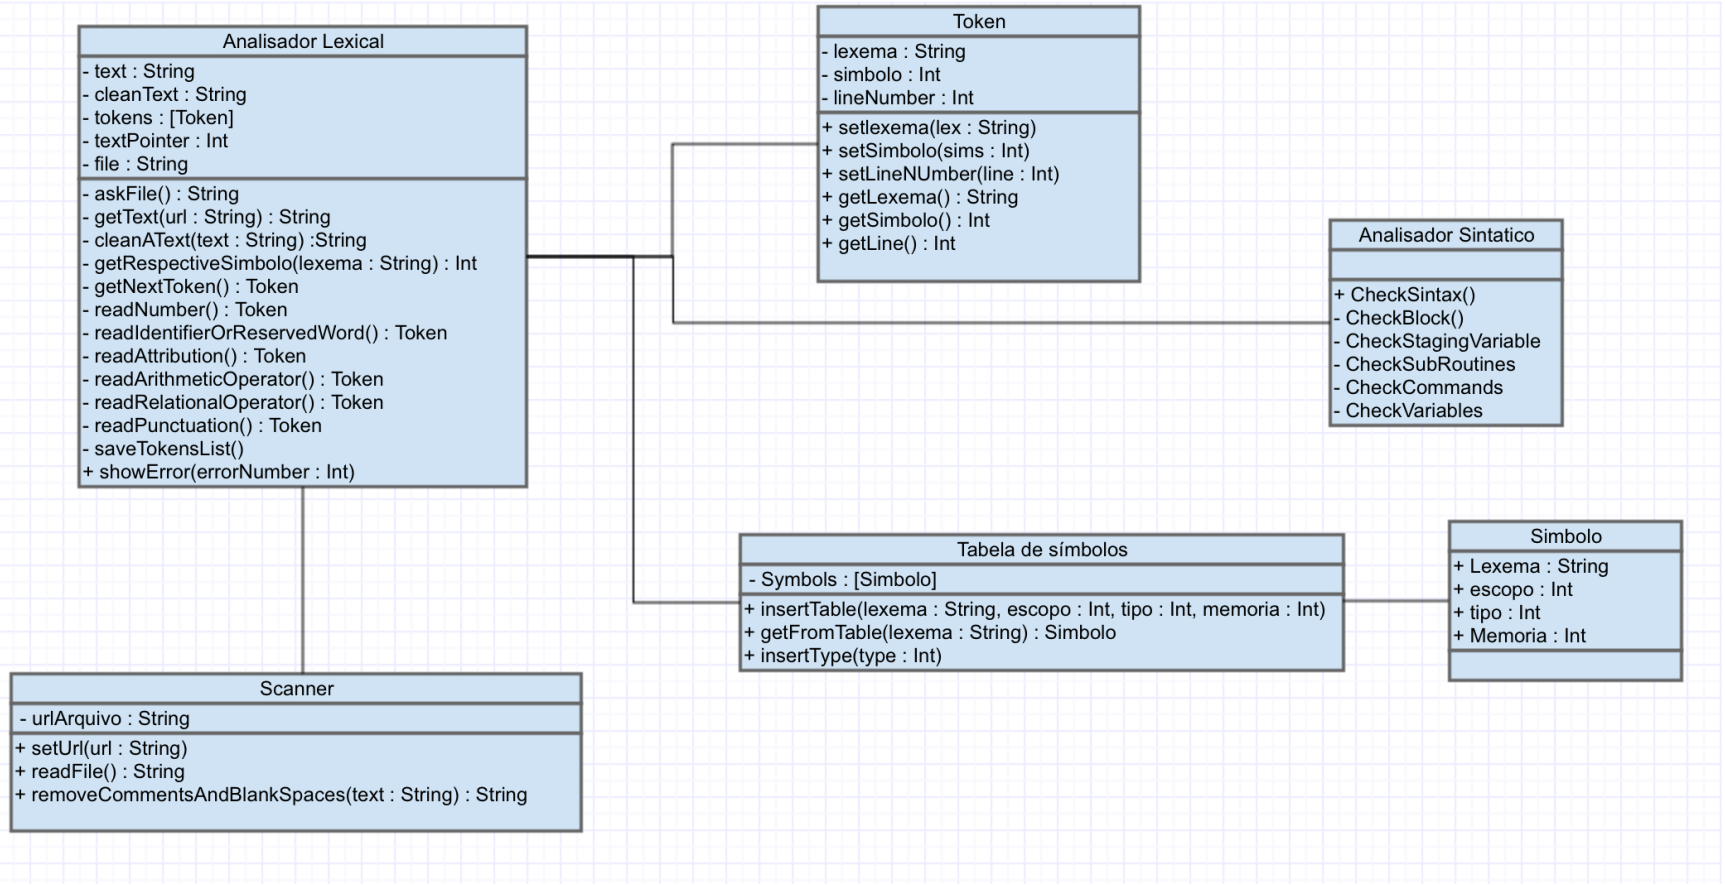 Analisador Lexical
- text : String
- cleanText : String
- tokens : [Token]
- textPointer : Int
- file : String
- askFile() : String
- getText(url : String) : String
- cleanAText(text : String) :String
- getRespectiveSimbolo(lexema : String) : Int
- getNextToken() : Token
- readNumber() : Token
- readIdentifierOrReservedWord() : Token
- readAttribution() : Token
- readArithmeticOperator() : Token
- readRelationalOperator() : Token
- readPunctuation() : Token
- saveTokensList()
+ showError(errorNumber : Int)
Token
- lexema : String
- simbolo : Int
- lineNumber : Int
+ setlexema(lex : String)
+ setSimbolo(sims : Int)
+ setLineNUmber(line : Int)
+ getLexema() : String
+ getSimbolo() : Int
+ getLine() : Int
Analisador Sintatico
+ CheckSintax()
- CheckBlock()
- CheckStagingVariable
- CheckSubRoutines
- CheckCommands
- CheckVariables
Tabela de símbolos
- Symbols : [Simbolo]
+ insertTable(lexema : String, escopo : Int, tipo : Int, memoria : Int)
+ getFromTable(lexema : String) : Simbolo
+ insertType(type : Int)
Simbolo
+ Lexema : String
+ escopo : Int
+ tipo : Int
+ Memoria : Int
Scanner
- urlArquivo : String
+ setUrl(url : String)
+ readFile() : String
+ removeCommentsAndBlankSpaces(text : String) : String